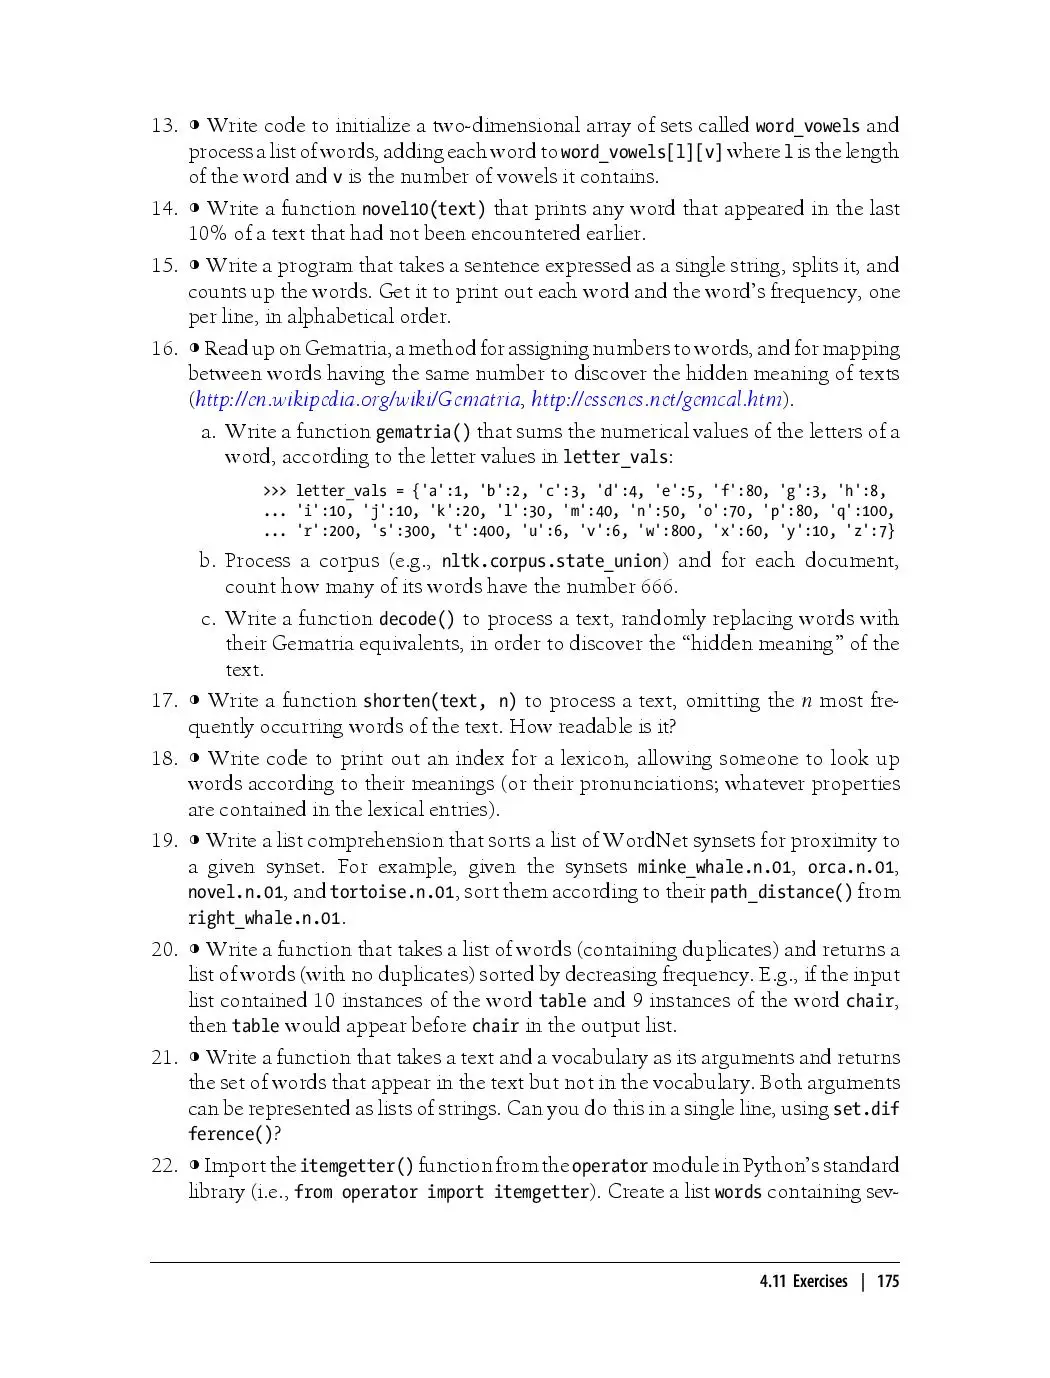 13. ◑ Write code to initialize a two-dimensional array of sets called word_vowels and
process a list of words, adding each word to word_vowels[l][v] where l is the length
of the word and v is the number of vowels it contains.
14. ◑ Write a function novel10(text) that prints any word that appeared in the last
10% of a text that had not been encountered earlier.
15. ◑ Write a program that takes a sentence expressed as a single string, splits it, and
counts up the words. Get it to print out each word and the word’s frequency, one
per line, in alphabetical order.
16. ◑ Read up on Gematria, a method for assigning numbers to words, and for mapping
between words having the same number to discover the hidden meaning of texts
(http://en.wikipedia.org/wiki/Gematria, http://essenes.net/gemcal.htm).
a. Write a function gematria() that sums the numerical values of the letters of a
word, according to the letter values in letter_vals:
>>> letter_vals = {'a':1, 'b':2, 'c':3, 'd':4, 'e':5, 'f':80, 'g':3, 'h':8,
... 'i':10, 'j':10, 'k':20, 'l':30, 'm':40, 'n':50, 'o':70, 'p':80, 'q':100,
... 'r':200, 's':300, 't':400, 'u':6, 'v':6, 'w':800, 'x':60, 'y':10, 'z':7}
b. Process a corpus (e.g., nltk.corpus.state_union) and for each document,
count how many of its words have the number 666.
c. Write a function decode() to process a text, randomly replacing words with
their Gematria equivalents, in order to discover the “hidden meaning” of the
text.
17. ◑ Write a function shorten(text, n) to process a text, omitting the n most fre-
quently occurring words of the text. How readable is it?
18. ◑ Write code to print out an index for a lexicon, allowing someone to look up
words according to their meanings (or their pronunciations; whatever properties
are contained in the lexical entries).
19. ◑ Write a list comprehension that sorts a list of WordNet synsets for proximity to
a given synset. For example, given the synsets minke_whale.n.01, orca.n.01,
novel.n.01, and tortoise.n.01, sort them according to their path_distance() from
right_whale.n.01.
20. ◑ Write a function that takes a list of words (containing duplicates) and returns a
list of words (with no duplicates) sorted by decreasing frequency. E.g., if the input
list contained 10 instances of the word table and 9 instances of the word chair,
then table would appear before chair in the output list.
21. ◑ Write a function that takes a text and a vocabulary as its arguments and returns
the set of words that appear in the text but not in the vocabulary. Both arguments
can be represented as lists of strings. Can you do this in a single line, using set.dif
ference()?
22. ◑ Import the itemgetter() function from the operator module in Python’s standard
library (i.e., from operator import itemgetter). Create a list words containing sev-
4.11 Exercises | 175